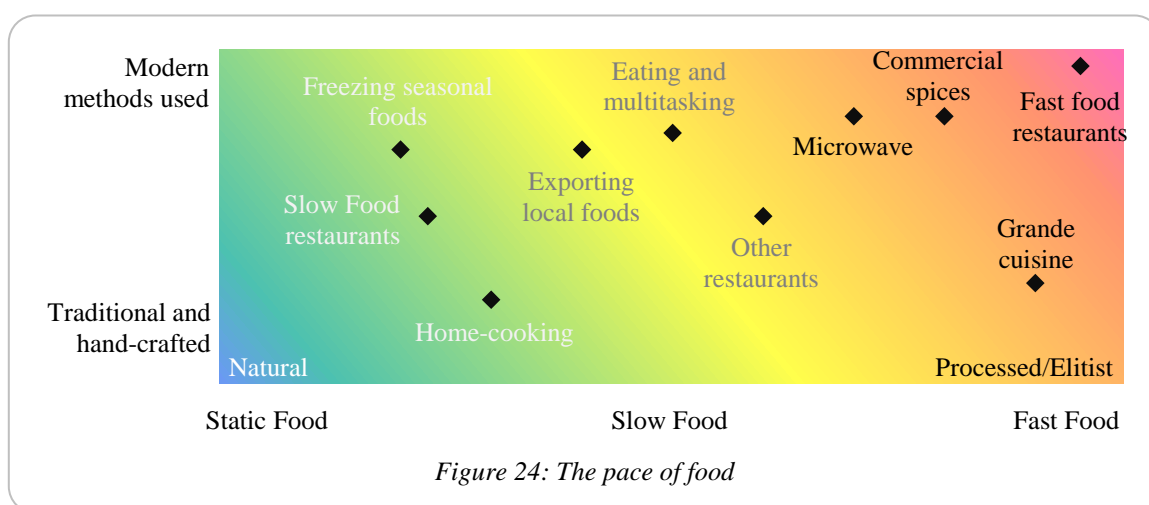 Modern
methods used
Freezing seasonal
foods
Eating and
multitasking
Commercial
spices
Fast food
restaurants
Microwave
Exporting
local foods
Slow Food
restaurants
Other
restaurants
Grande
cuisine
Traditional and
hand-crafted
Home-cooking
Natural
Processed/Elitist
Static Food
Slow Food
Fast Food
Figure 24: The pace of food